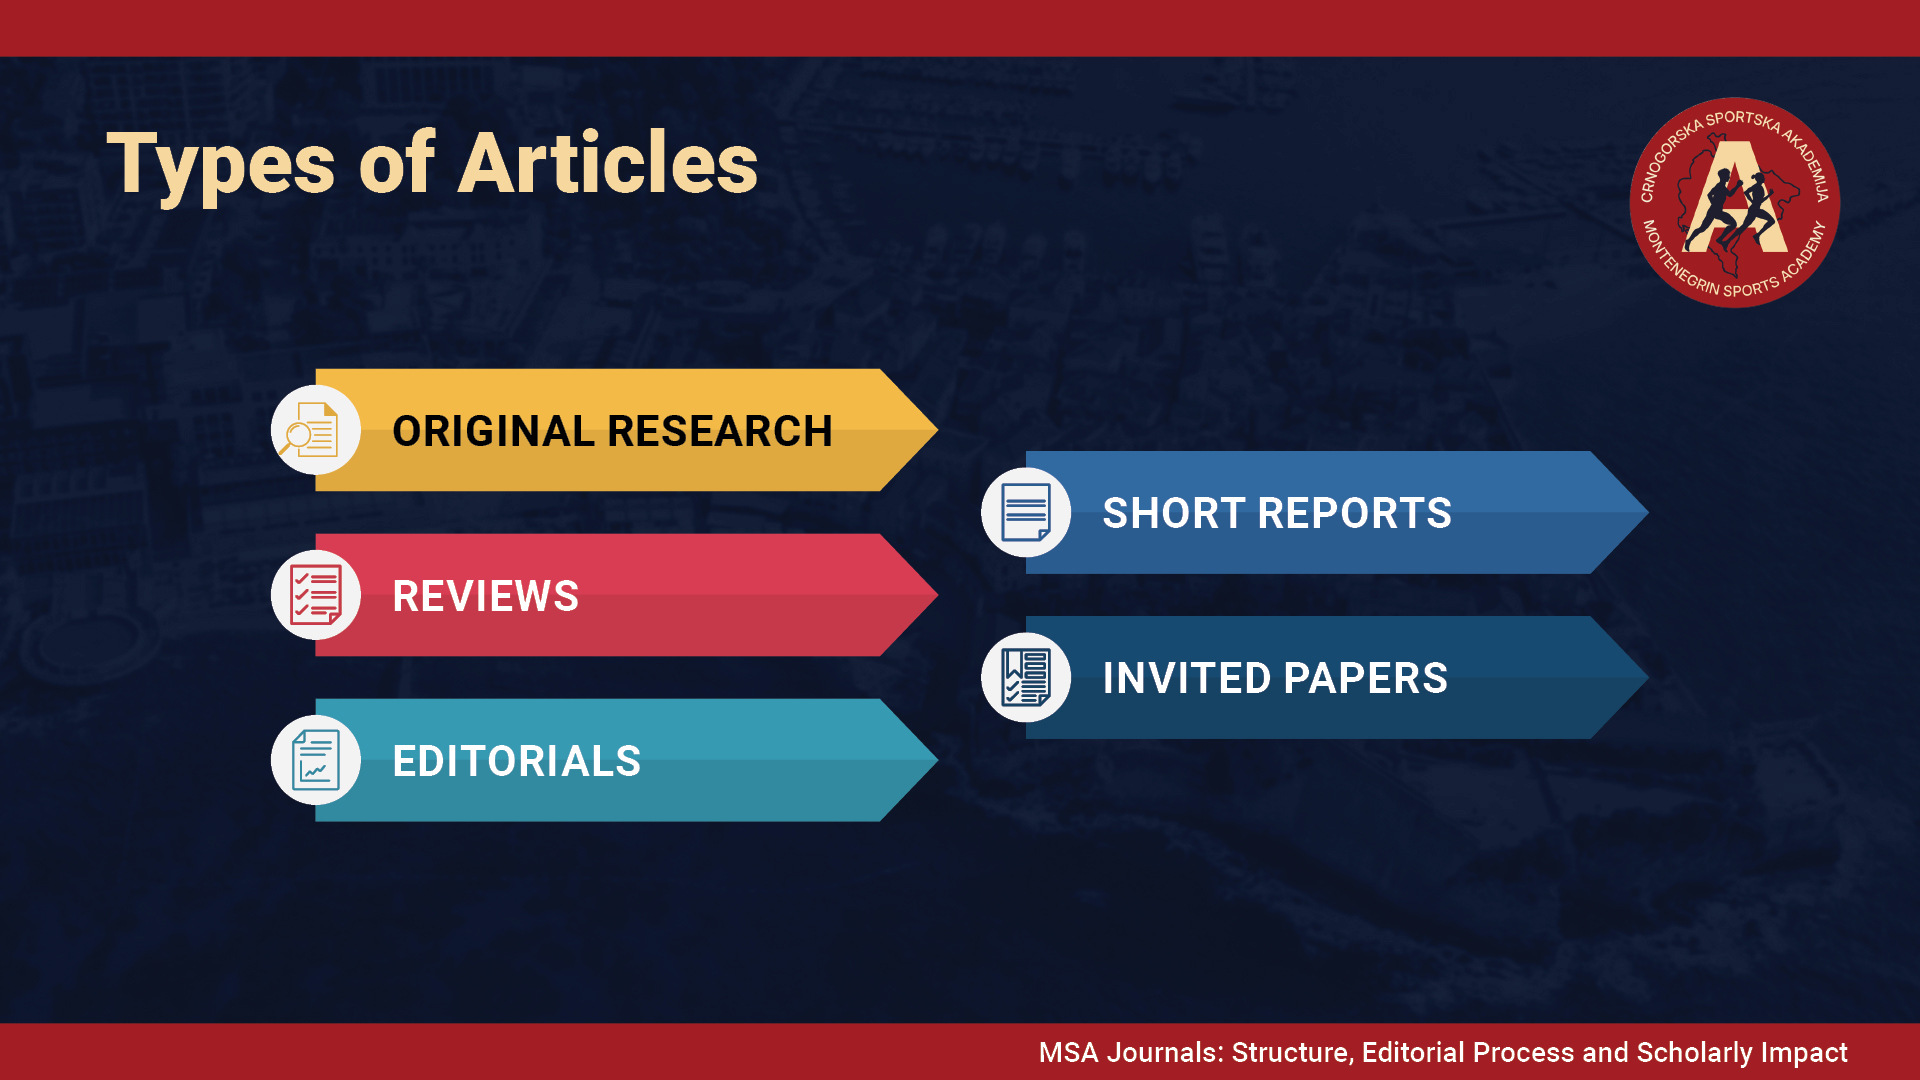 Types of Articles
CRNOGORSKA SPORTSKA AKADEMIJA
MONTENEGRIN SPORTS ACADEMY
A
ORIGINAL RESEARCH
REVIEWS
EDITORIALS
SHORT REPORTS
INVITED PAPERS
MSA Journals: Structure, Editorial Process and Scholarly Impact